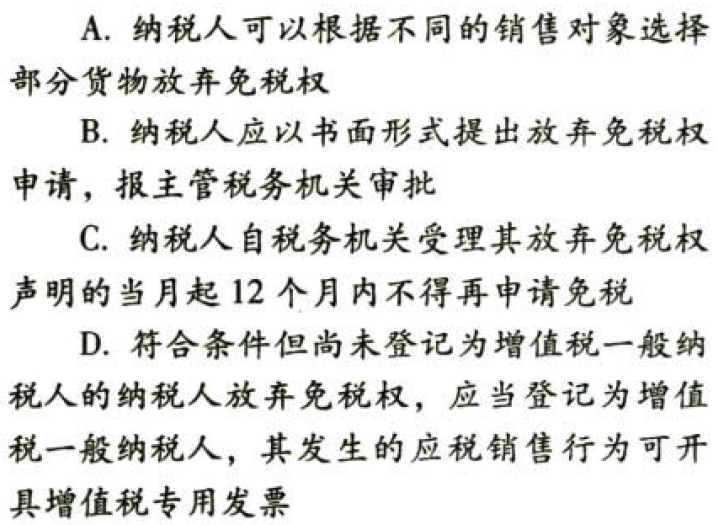 A. 纳税人可以根据不同的销售对象选择
部分货物放弃免税权
B. 纳税人应以书面形式提出放弃免税权
申请，报主管税务机关审批
C. 纳税人自税务机关受理其放弃免税权
声明的当月起 12 个月内不得再申请免税
D. 符合条件但尚未登记为增值税一般纳
税人的纳税人放弃免税权，应当登记为增值
税一般纳税人，其发生的应税销售行为可开
具增值税专用发票